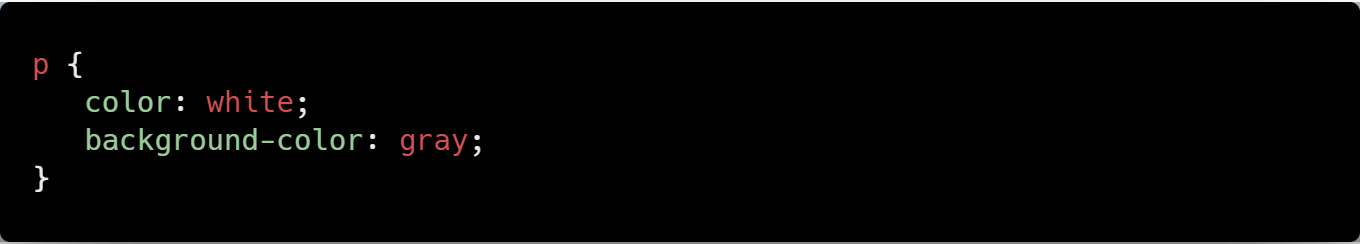 p {
   color: white;
   background-color: gray;
}